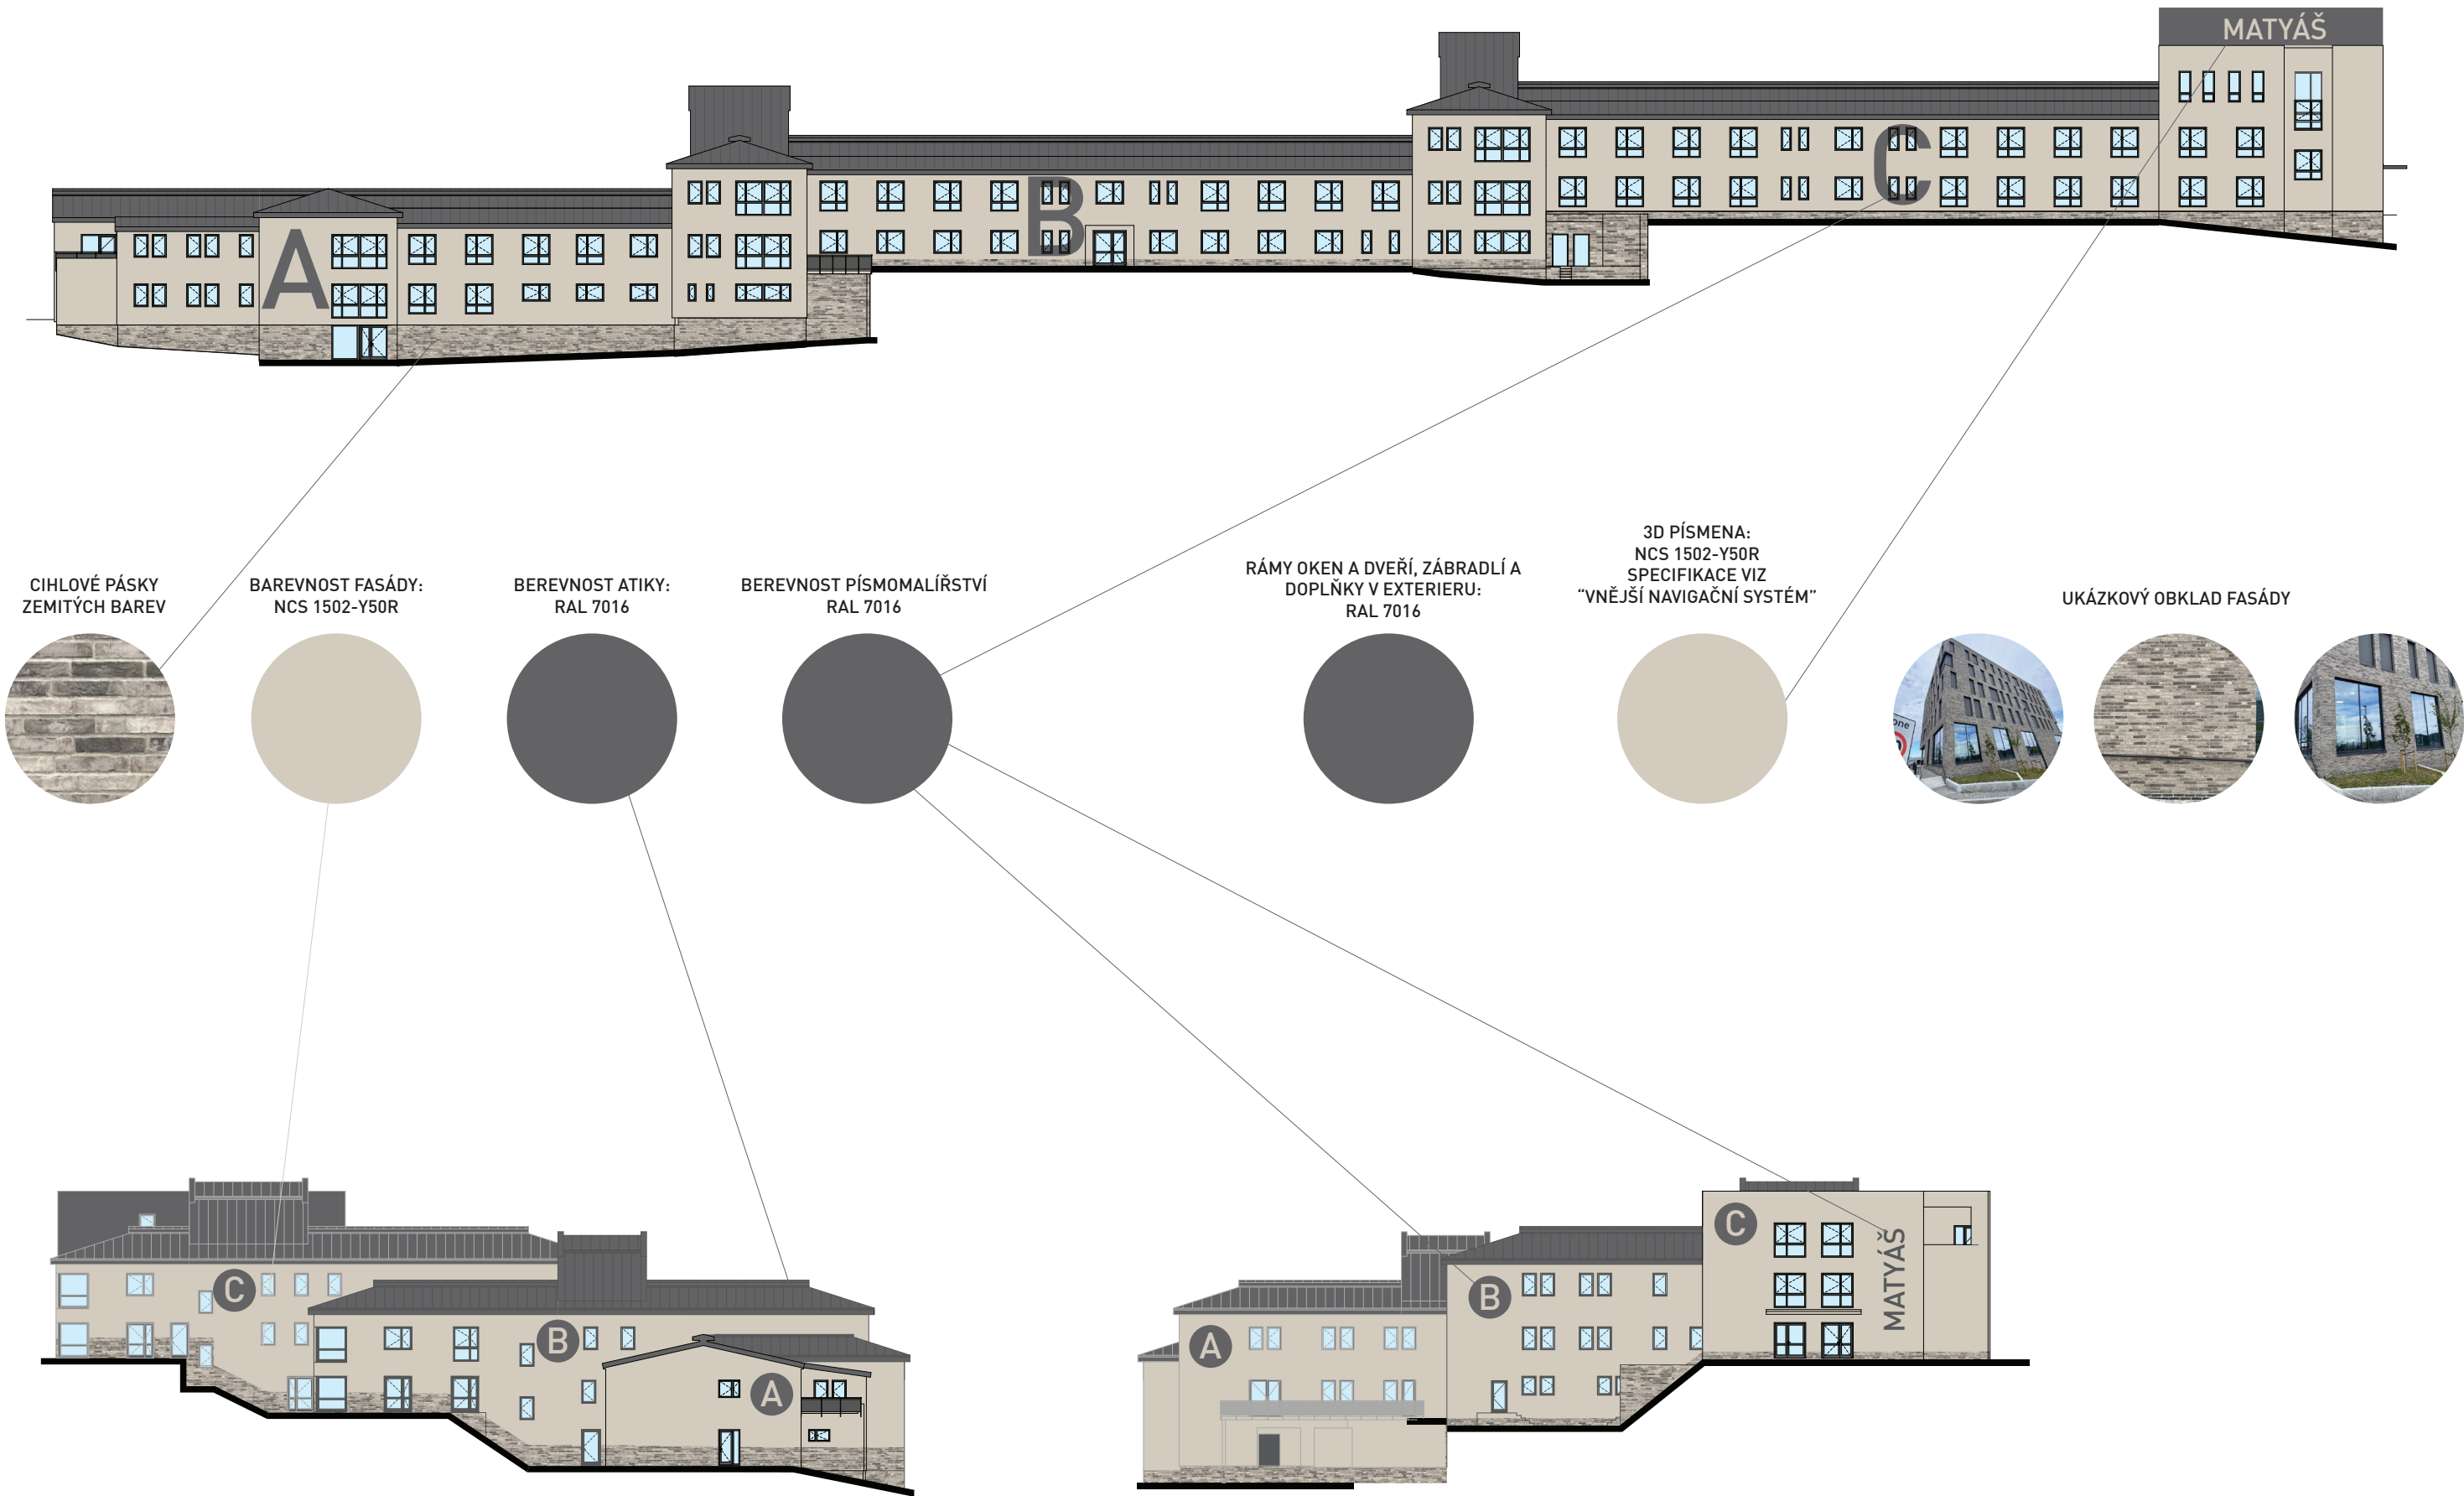 MATYÁŠ
A
B
C
CIHLOVÉ PÁSKY
ZEMITÝCH BAREV
BAREVNOST FASÁDY:
NCS 1502-Y50R
BEREVNOST ATIKY:
RAL 7016
BEREVNOST PÍSMOMALÍŘSTVÍ
RAL 7016
RÁMY OKEN A DVEŘÍ, ZÁBRADLÍ A
DOPLŇKY V EXTERIERU:
RAL 7016
3D PÍSMENA:
NCS 1502-Y50R
SPECIFIKACE VIZ
“VNĚJŠÍ NAVIGAČNÍ SYSTÉM”
UKÁZKOVÝ OBKLAD FASÁDY
one
C
B
A
A
B
C
MATYÁŠ